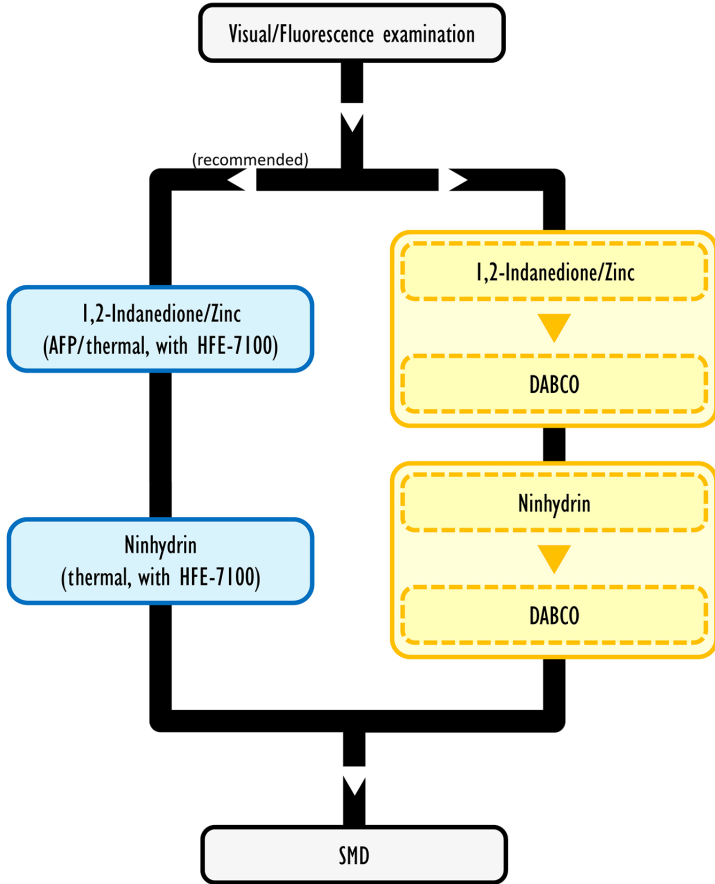 Visual/Fluorescence examination
(recommended)
1,2-Indanedione/Zinc
(AFP/thermal, with HFE-7100)
Ninhydrin
(thermal, with HFE-7100)
1,2-Indanedione/Zinc
DABCO
Ninhydrin
DABCO
SMD